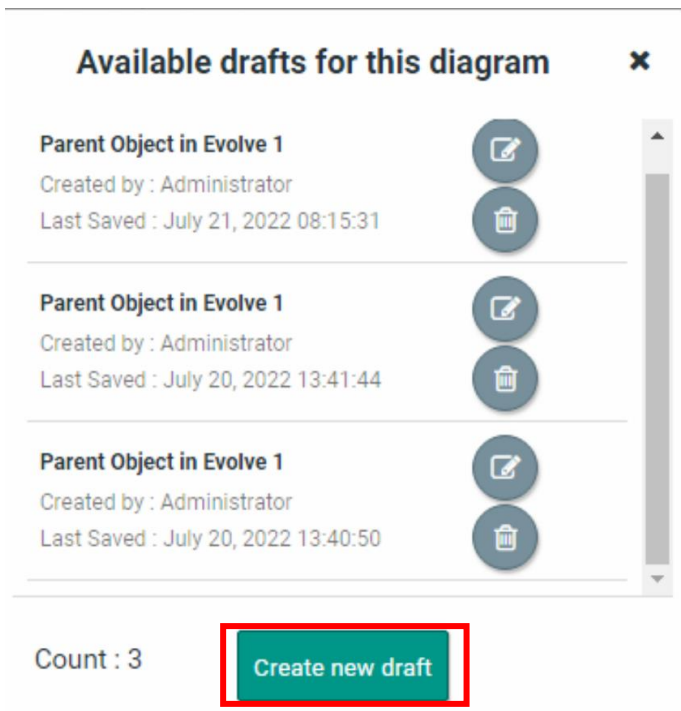 Available drafts for this diagram
Parent Object in Evolve 1
Created by : Administrator
Last Saved : July 21, 2022 08:15:31
Parent Object in Evolve 1
Created by : Administrator
Last Saved : July 20, 2022 13:41:44
Parent Object in Evolve 1
Created by : Administrator
Last Saved : July 20, 2022 13:40:50
Count : 3
Create new draft